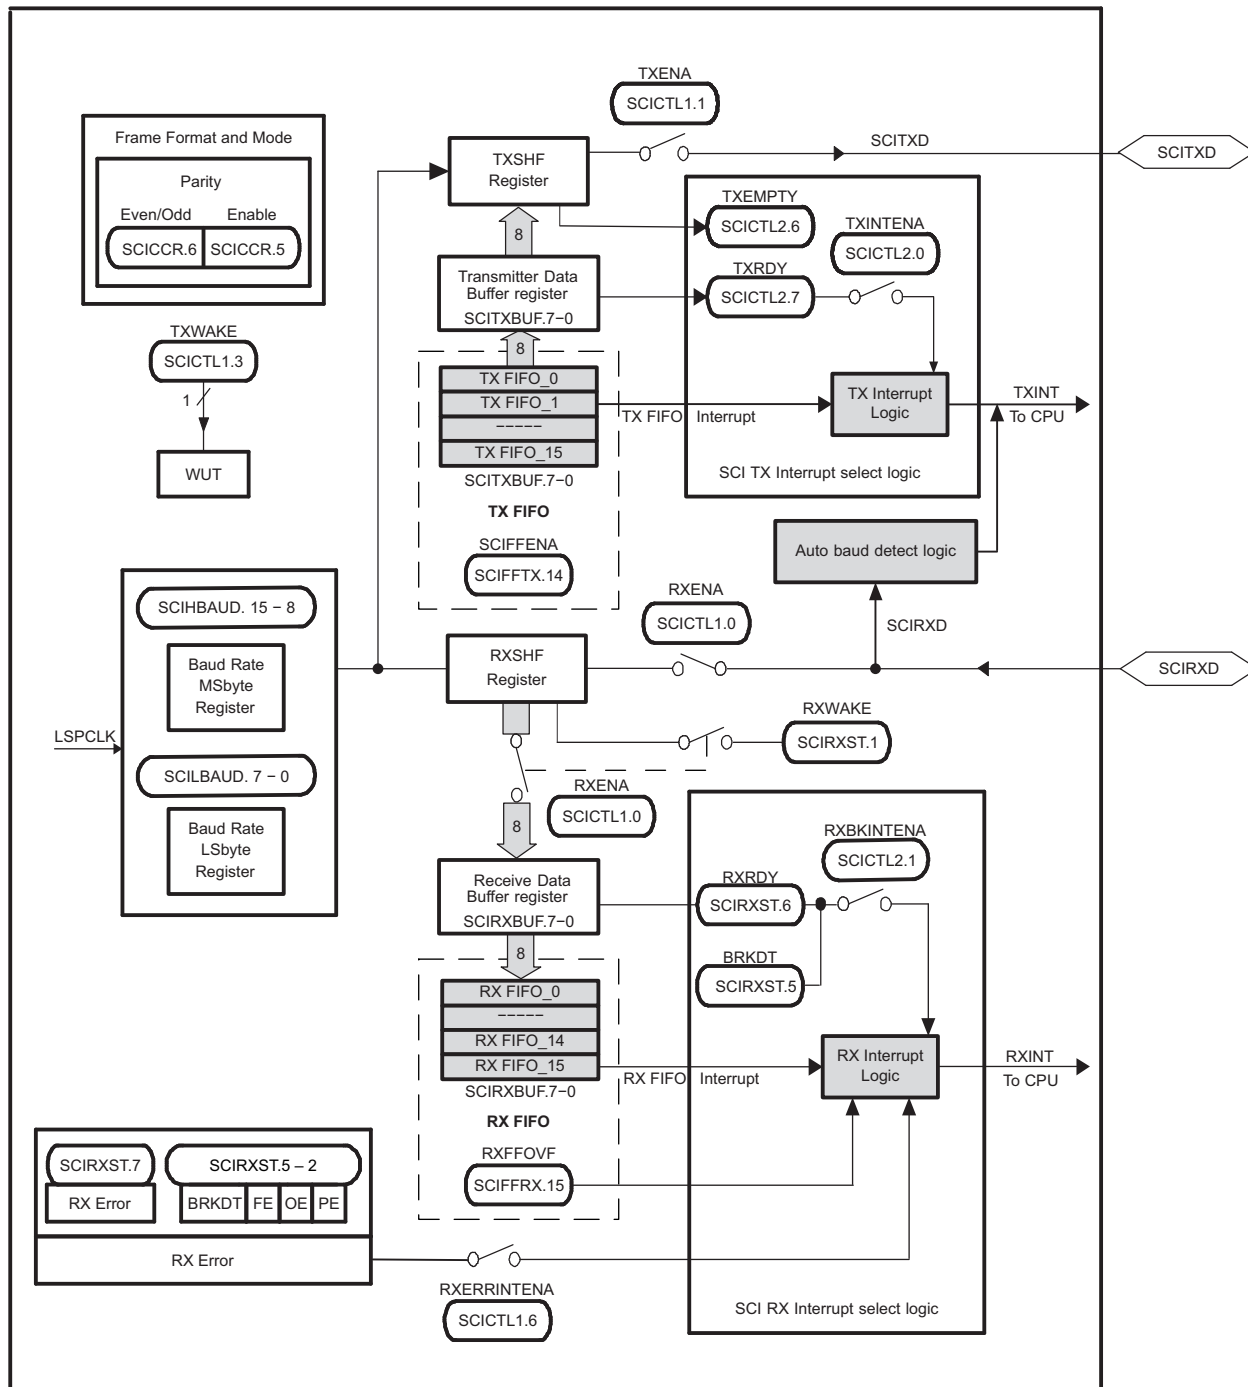 TXENA
SCICTL1.1
Frame Format and Mode
Parity
Even/Odd
Enable
SCICCR.6
SCICCR.5
TXWAKE
SCICTL1.3
1
WUT
TXSHF
Register
8
Transmitter Data
Buffer register
SCITXBUF.7−0
8
TX FIFO_0
TX FIFO_1
−−−−−
TX FIFO_15
SCITXBUF.7−0
TX FIFO
SCIFFENA
SCIFFTX.14
SCITXD
SCITXD
TXEMPTY
SCICTL2.6
TXINTENA
SCICTL2.0
TXRDY
SCICTL2.7
TX FIFO Interrupt
TX Interrupt
Logic
TXINT
To CPU
SCI TX Interrupt select logic
Auto baud detect logic
SCIRXD
RXENA
SCICTL1.0
SCIRXD
SCIHBAUD. 15 − 8
Baud Rate
MSbyte
Register
LSPCLK
SCILBAUD. 7 − 0
Baud Rate
LSbyte
Register
RXSHF
Register
RXWAKE
SCIRXST.1
RXENA
SCICTL1.0
8
Receive Data
Buffer register
SCIRXBUF.7−0
8
RX FIFO_0
−−−−−
RX FIFO_14
RX FIFO_15
SCIRXBUF.7−0
RX FIFO
RXFFOVF
SCIFFRX.15
RXBKINTENA
SCICTL2.1
RXRDY
SCIRXST.6
BRKDT
SCIRXST.5
RX FIFO Interrupt
RX Interrupt
Logic
RXINT
To CPU
SCI RX Interrupt select logic
SCIRXST.7
SCIRXST.5 – 2
RX Error
BRKDT
FE
OE
PE
RX Error
RXERRINTENA
SCICTL1.6